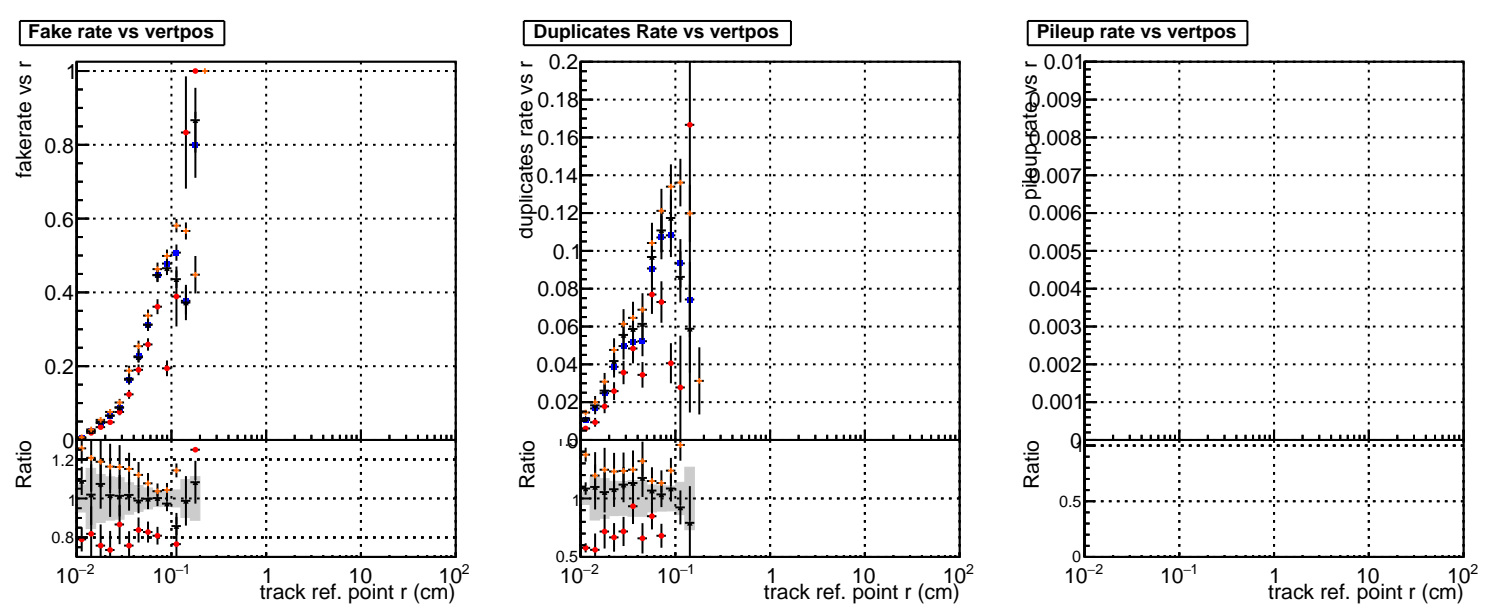 Fake rate vs vertpos
fakerate vs r
1
0.8
0.6
0.4
0.2
0
Ratio
1.2
1
0.8
10−2 10−1 1 10 102
track ref. point r (cm)
Duplicates Rate vs vertpos
duplicates rate vs r
0.2
0.18
0.16
0.14
0.12
0.1
0.08
0.06
0.04
0.02
0
Ratio
1
0.5
10−2 10−1 1 10 102
track ref. point r (cm)
Pileup rate vs vertpos
pileup rate vs r
0.01
0.009
0.008
0.007
0.006
0.005
0.004
0.003
0.002
0.001
0
Ratio
1
0.5
0
10−2 10−1 1 10 102
track ref. point r (cm)